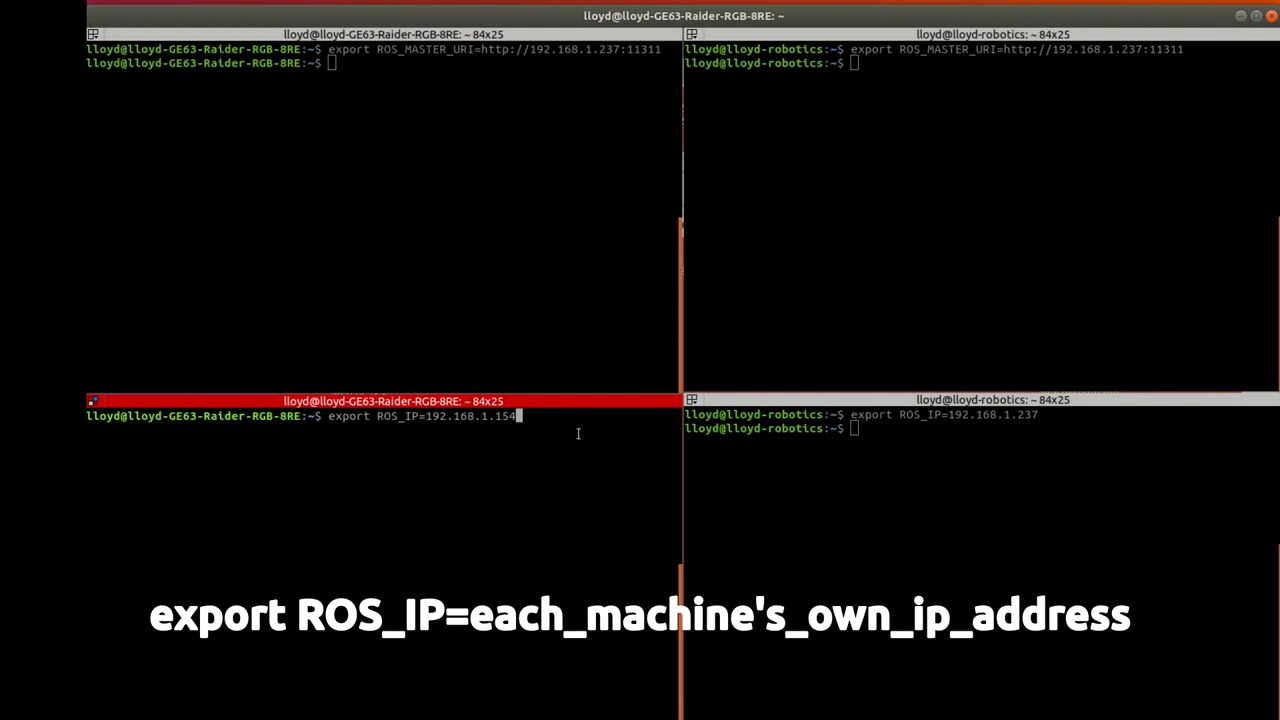 lloyd@lloyd-GE63-Raider-RGB-8RE: ~
lloyd@lloyd-GE63-Raider-RGB-8RE: ~ 84x25
lloyd@lloyd-GE63-Raider-RGB-8RE:~$ export ROS_MASTER_URI=http://192.168.1.237:11311
lloyd@lloyd-GE63-Raider-RGB-8RE:~$
lloyd@lloyd-robotics: ~ 84x25
lloyd@lloyd-robotics:~$ export ROS_MASTER_URI=http://192.168.1.237:11311
lloyd@lloyd-robotics:~$
lloyd@lloyd-GE63-Raider-RGB-8RE: ~ 84x25
lloyd@lloyd-GE63-Raider-RGB-8RE:~$ export ROS_IP=192.168.1.154
lloyd@lloyd-robotics: ~ 84x25
lloyd@lloyd-robotics:~$ export ROS_IP=192.168.1.237
lloyd@lloyd-robotics:~$
export ROS_IP=each_machine's_own_ip_address